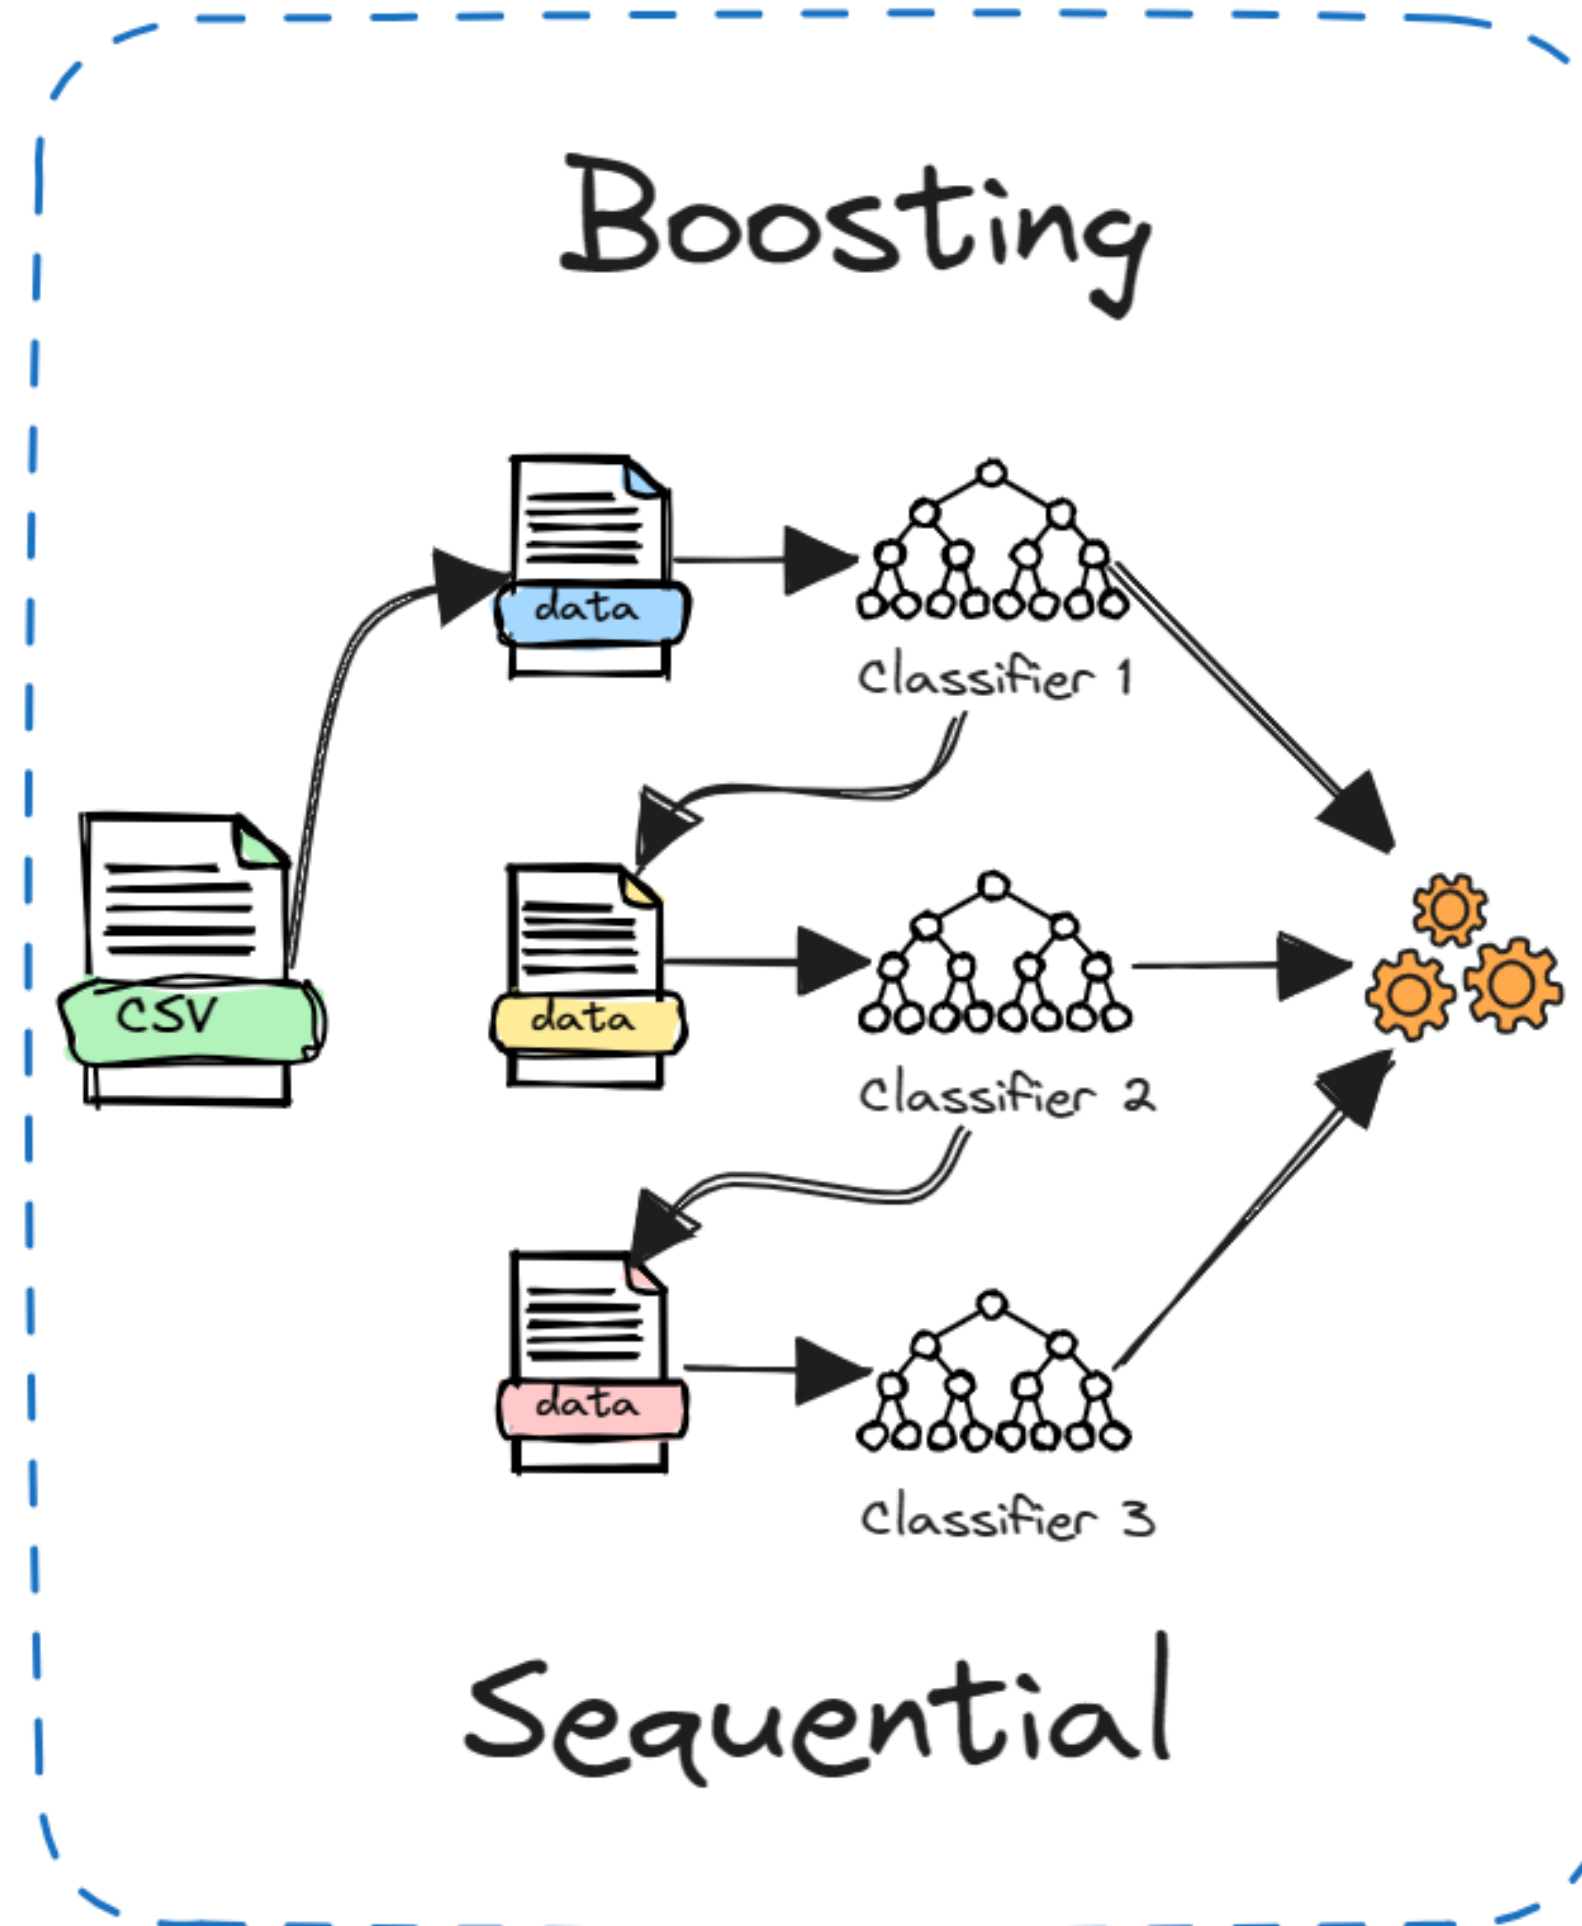 Boosting
data
Classifier 1
CSV
data
Classifier 2
data
Classifier 3
Sequential